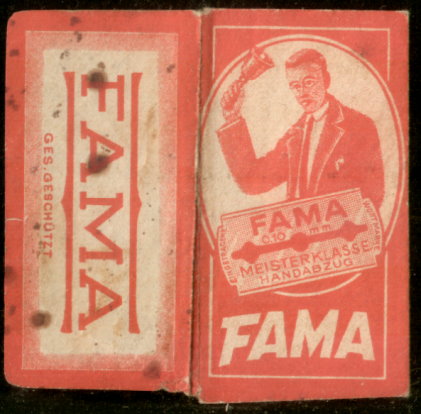 FAMA
GES. GESCHÜTZT
FAMA
0,10 mm
MEISTERKLASSE
HANDABZUG
FAMA